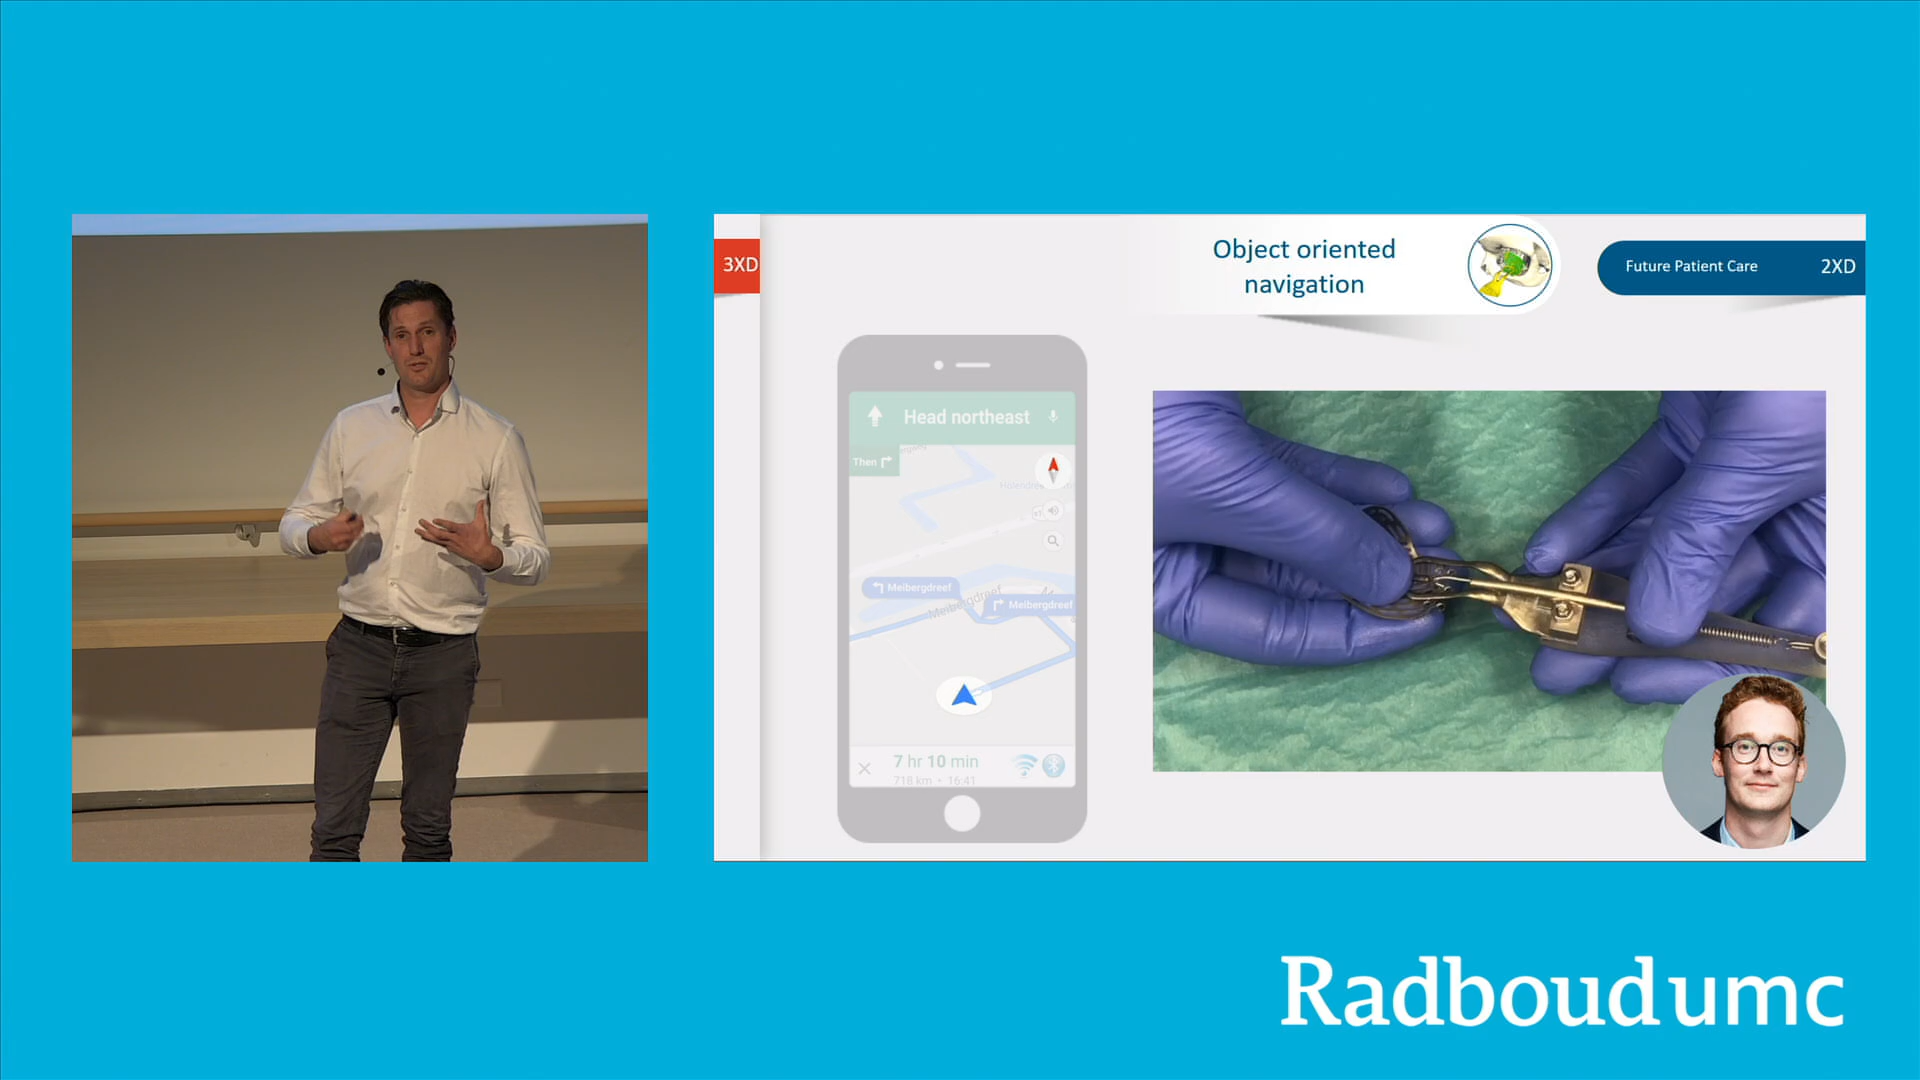 3XD
Object oriented
navigation
Future Patient Care
2XD
Head northeast
Then
Meibergdreef
Meibergdreef
Meibergdreef
7 hr 10 min
718 km • 16:41
Radboudumc